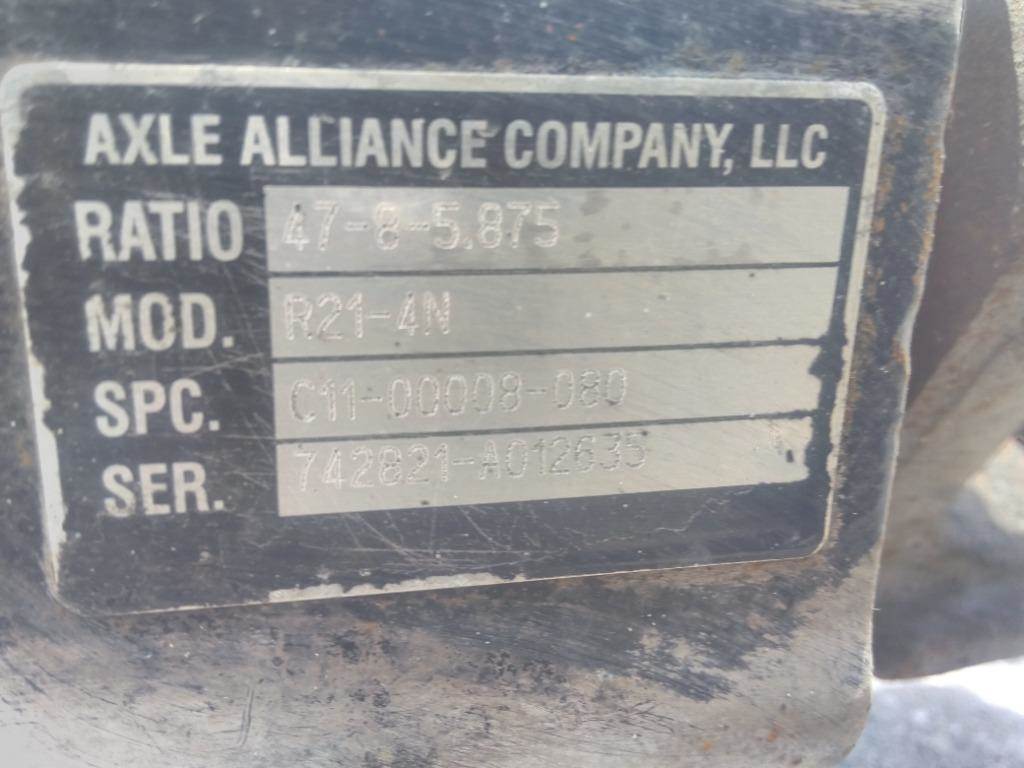 AXLE ALLIANCE COMPANY, LLC
RATIO 47-8-5.875
MOD. R21-4N
SPC. C11-00008-080
SER. 742821-A012635